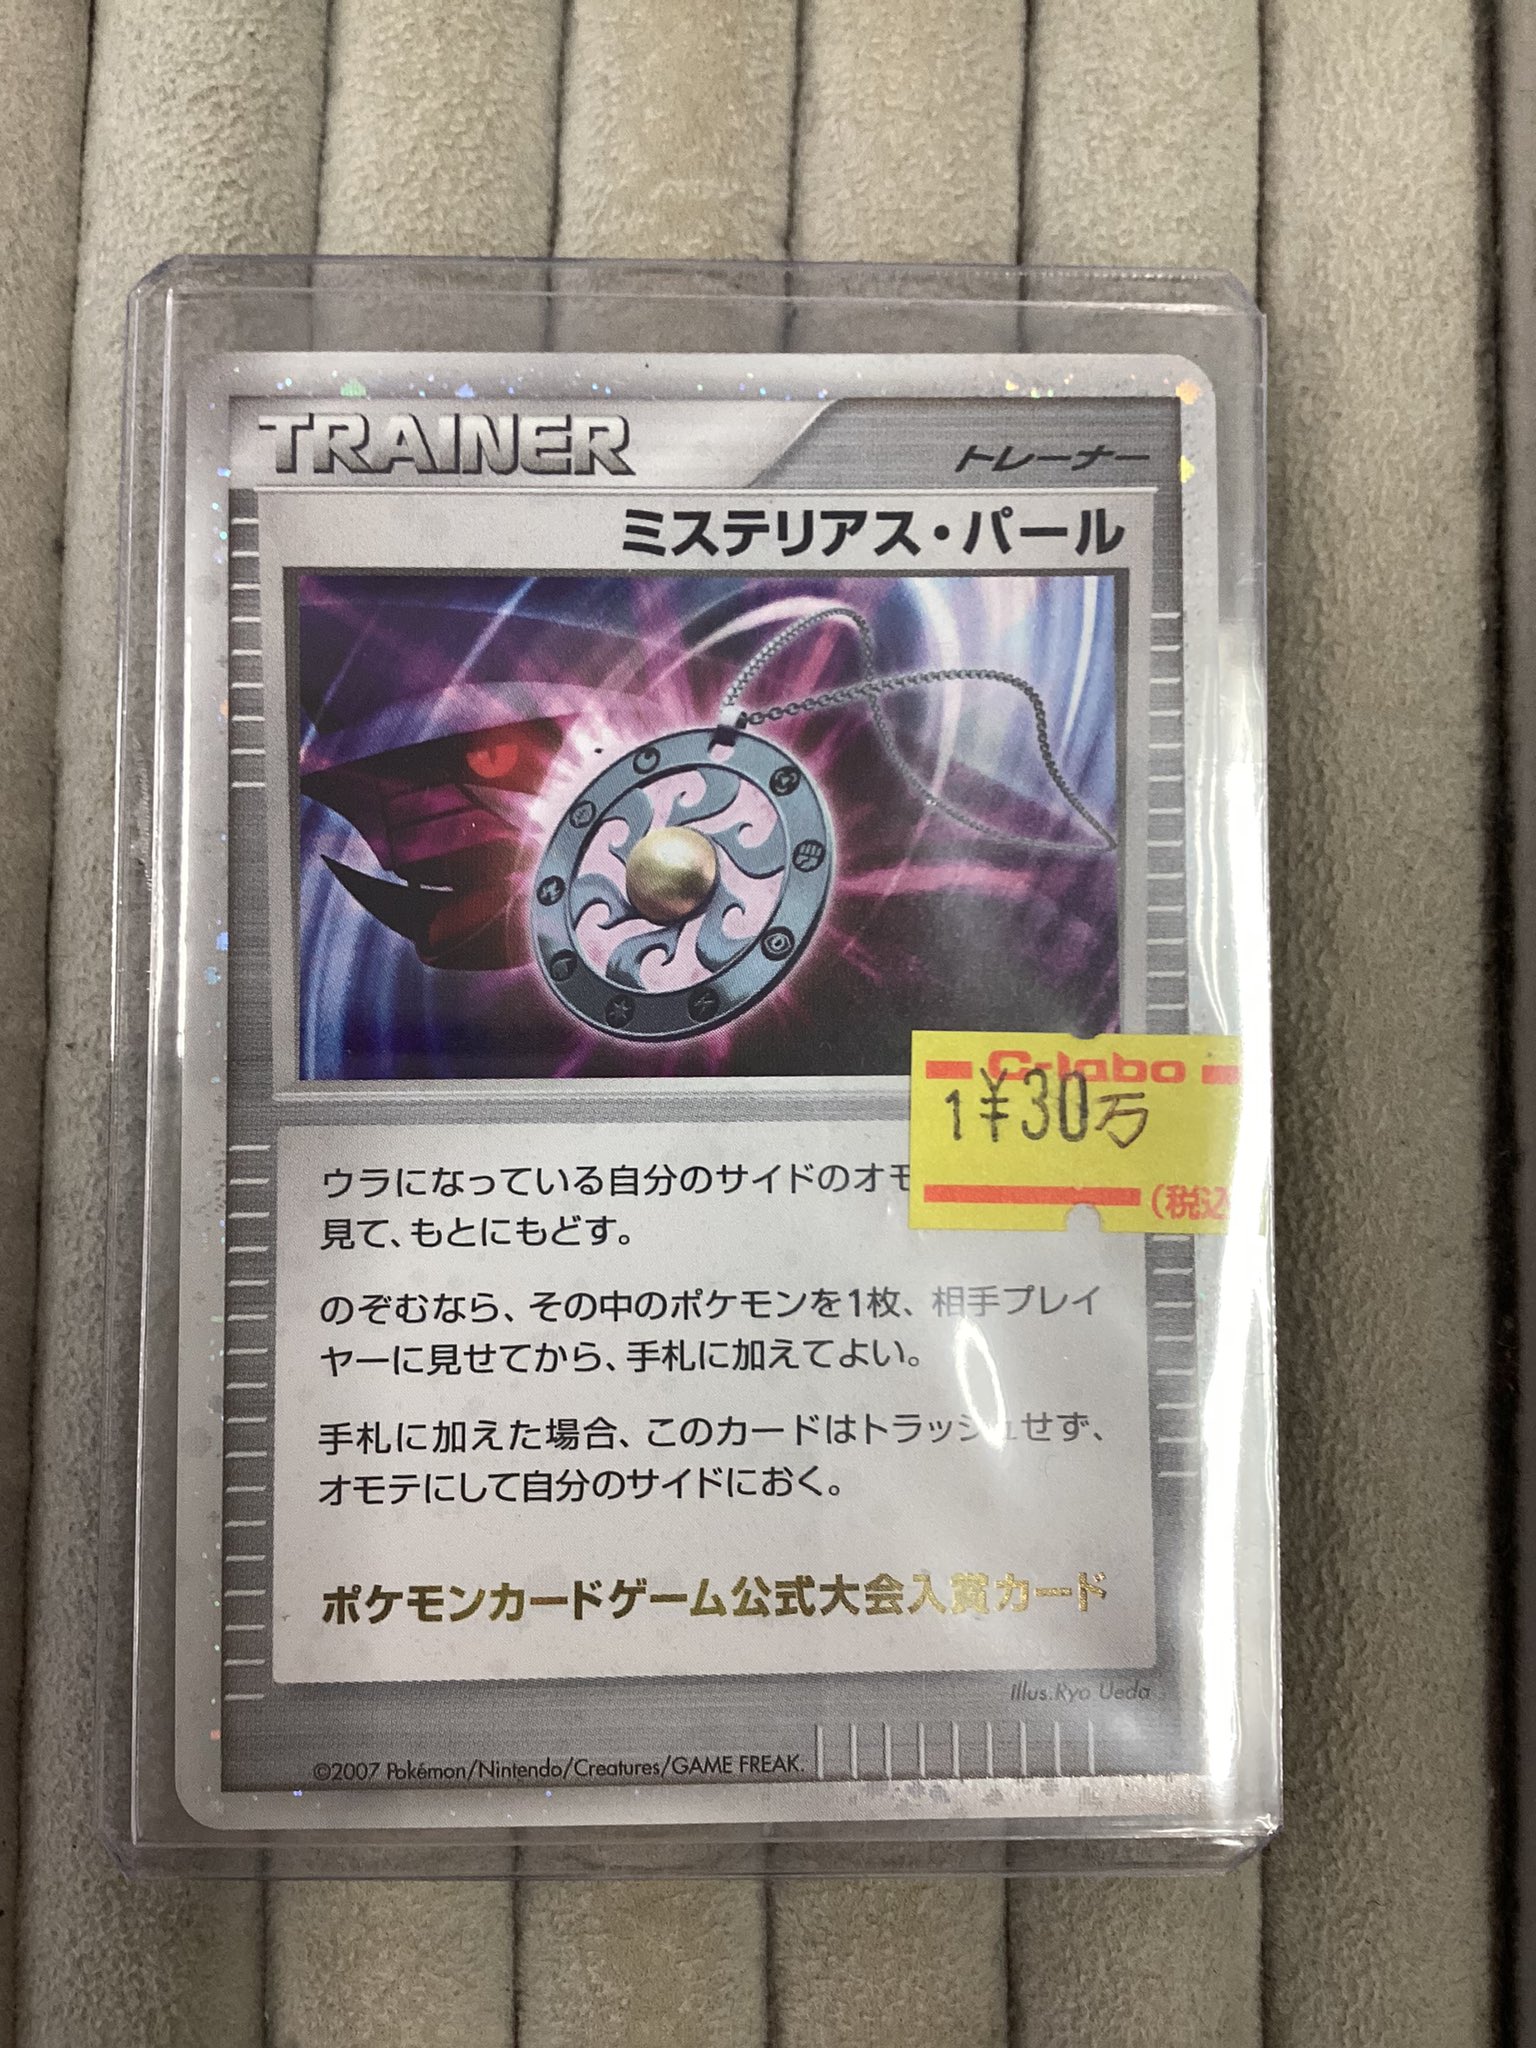 TRAINER
トレーナー
ミステリアス・パール
C-labo
1 ¥30万
(税込
ウラになっている自分のサイドのオモ
見て、もとにもどす。
のぞむなら、その中のポケモンを1枚、相手プレイ
ヤーに見せてから、手札に加えてよい。
手札に加えた場合、このカードはトラッシュせず、
オモテにして自分のサイドにおく。
ポケモンカードゲーム公式大会入賞カード
Illus.Ryo Ueda
©2007 Pokémon/Nintendo/Creatures/GAME FREAK.